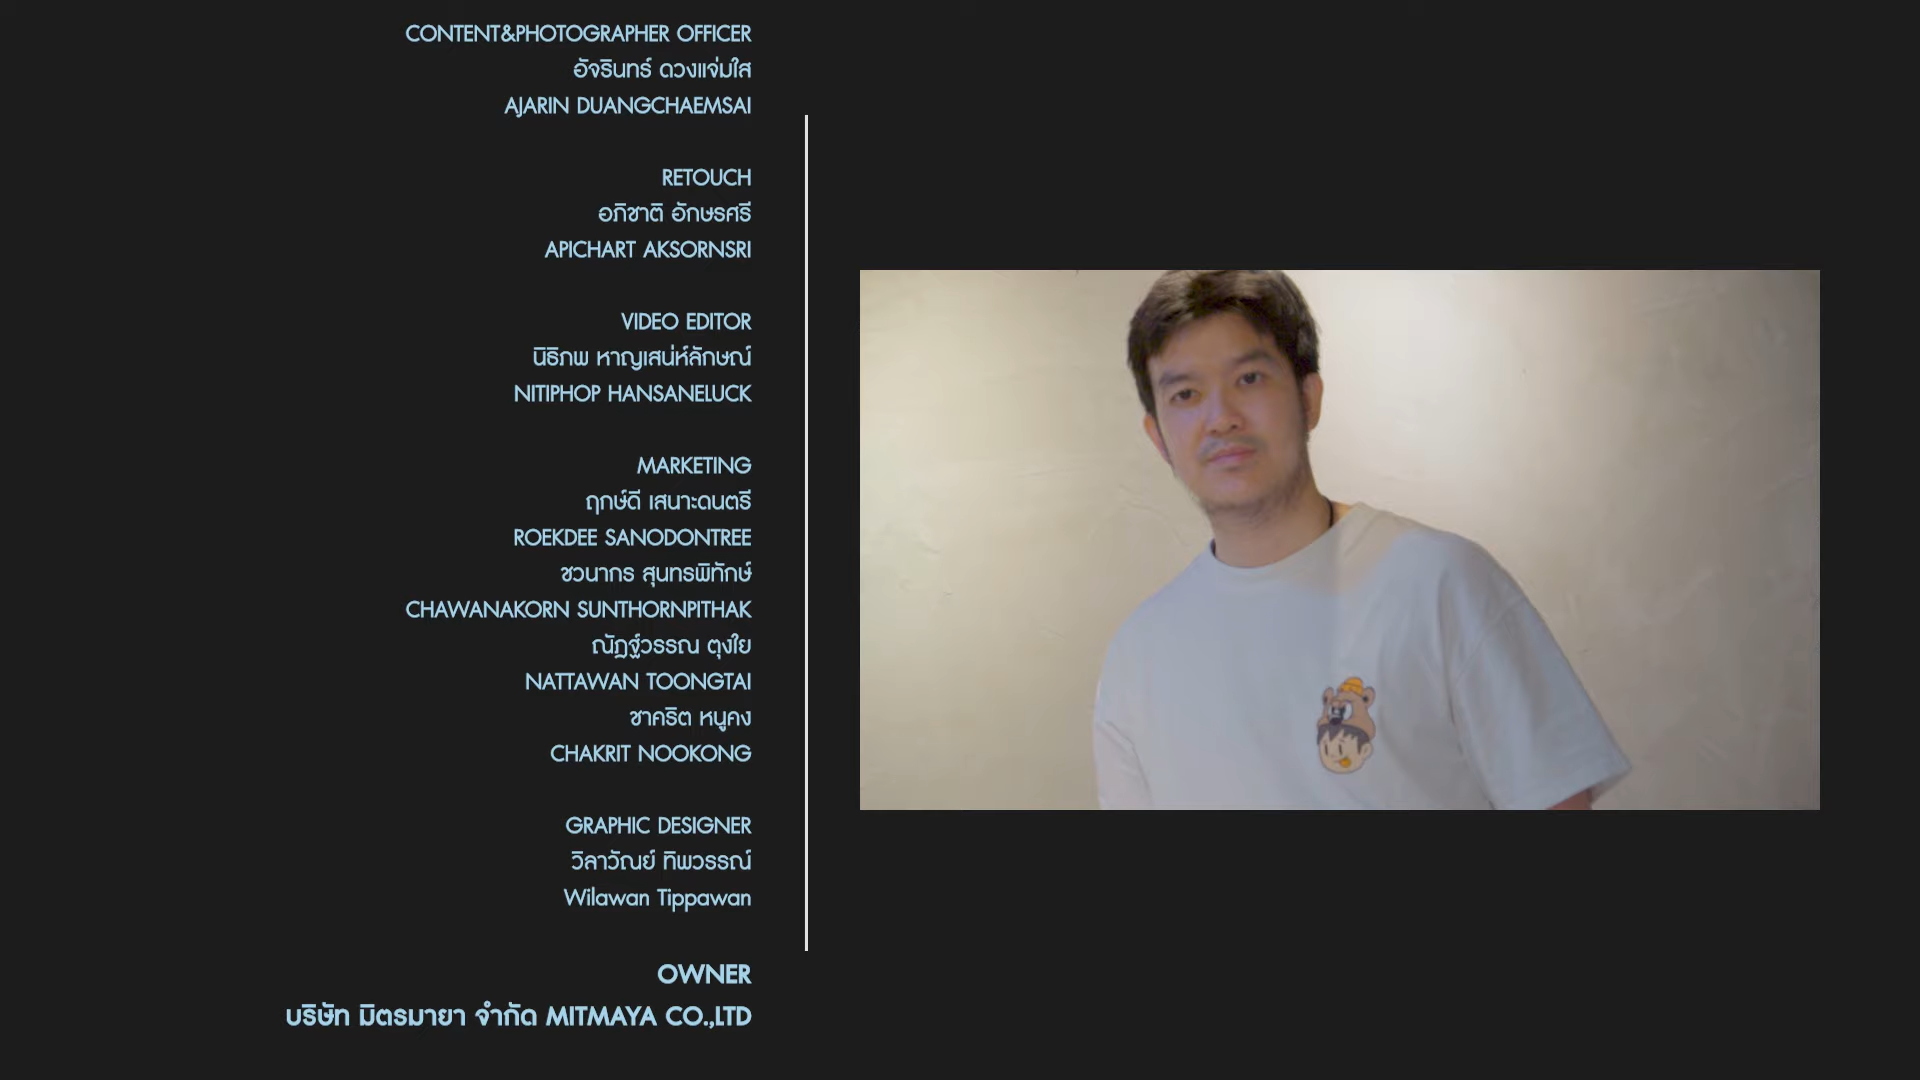 CONTENT&PHOTOGRAPHER OFFICER
อัจรินทร์ ดวงแจ่มใส
AJARIN DUANGCHAEMSAI
RETOUCH
อภิชาติ อักษรศรี
APICHART AKSORNSRI
VIDEO EDITOR
นิธิภพ หาญเสน่ห์ลักษณ์
NITIPHOP HANSANELUCK
MARKETING
ฤกษ์ดี เสนาะดนตรี
ROEKDEE SANODONTREE
ชวนากร สุนทรพิทักษ์
CHAWANAKORN SUNTHORNPITHAK
ณัฏฐ์วรรณ ตุงใย
NATTAWAN TOONGTAI
ชาคริต หนูคง
CHAKRIT NOOKONG
GRAPHIC DESIGNER
วิลาวัณย์ ทิพวรรณ์
Wilawan Tippawan
OWNER
บริษัท มิตรมายา จำกัด MITMAYA CO.,LTD